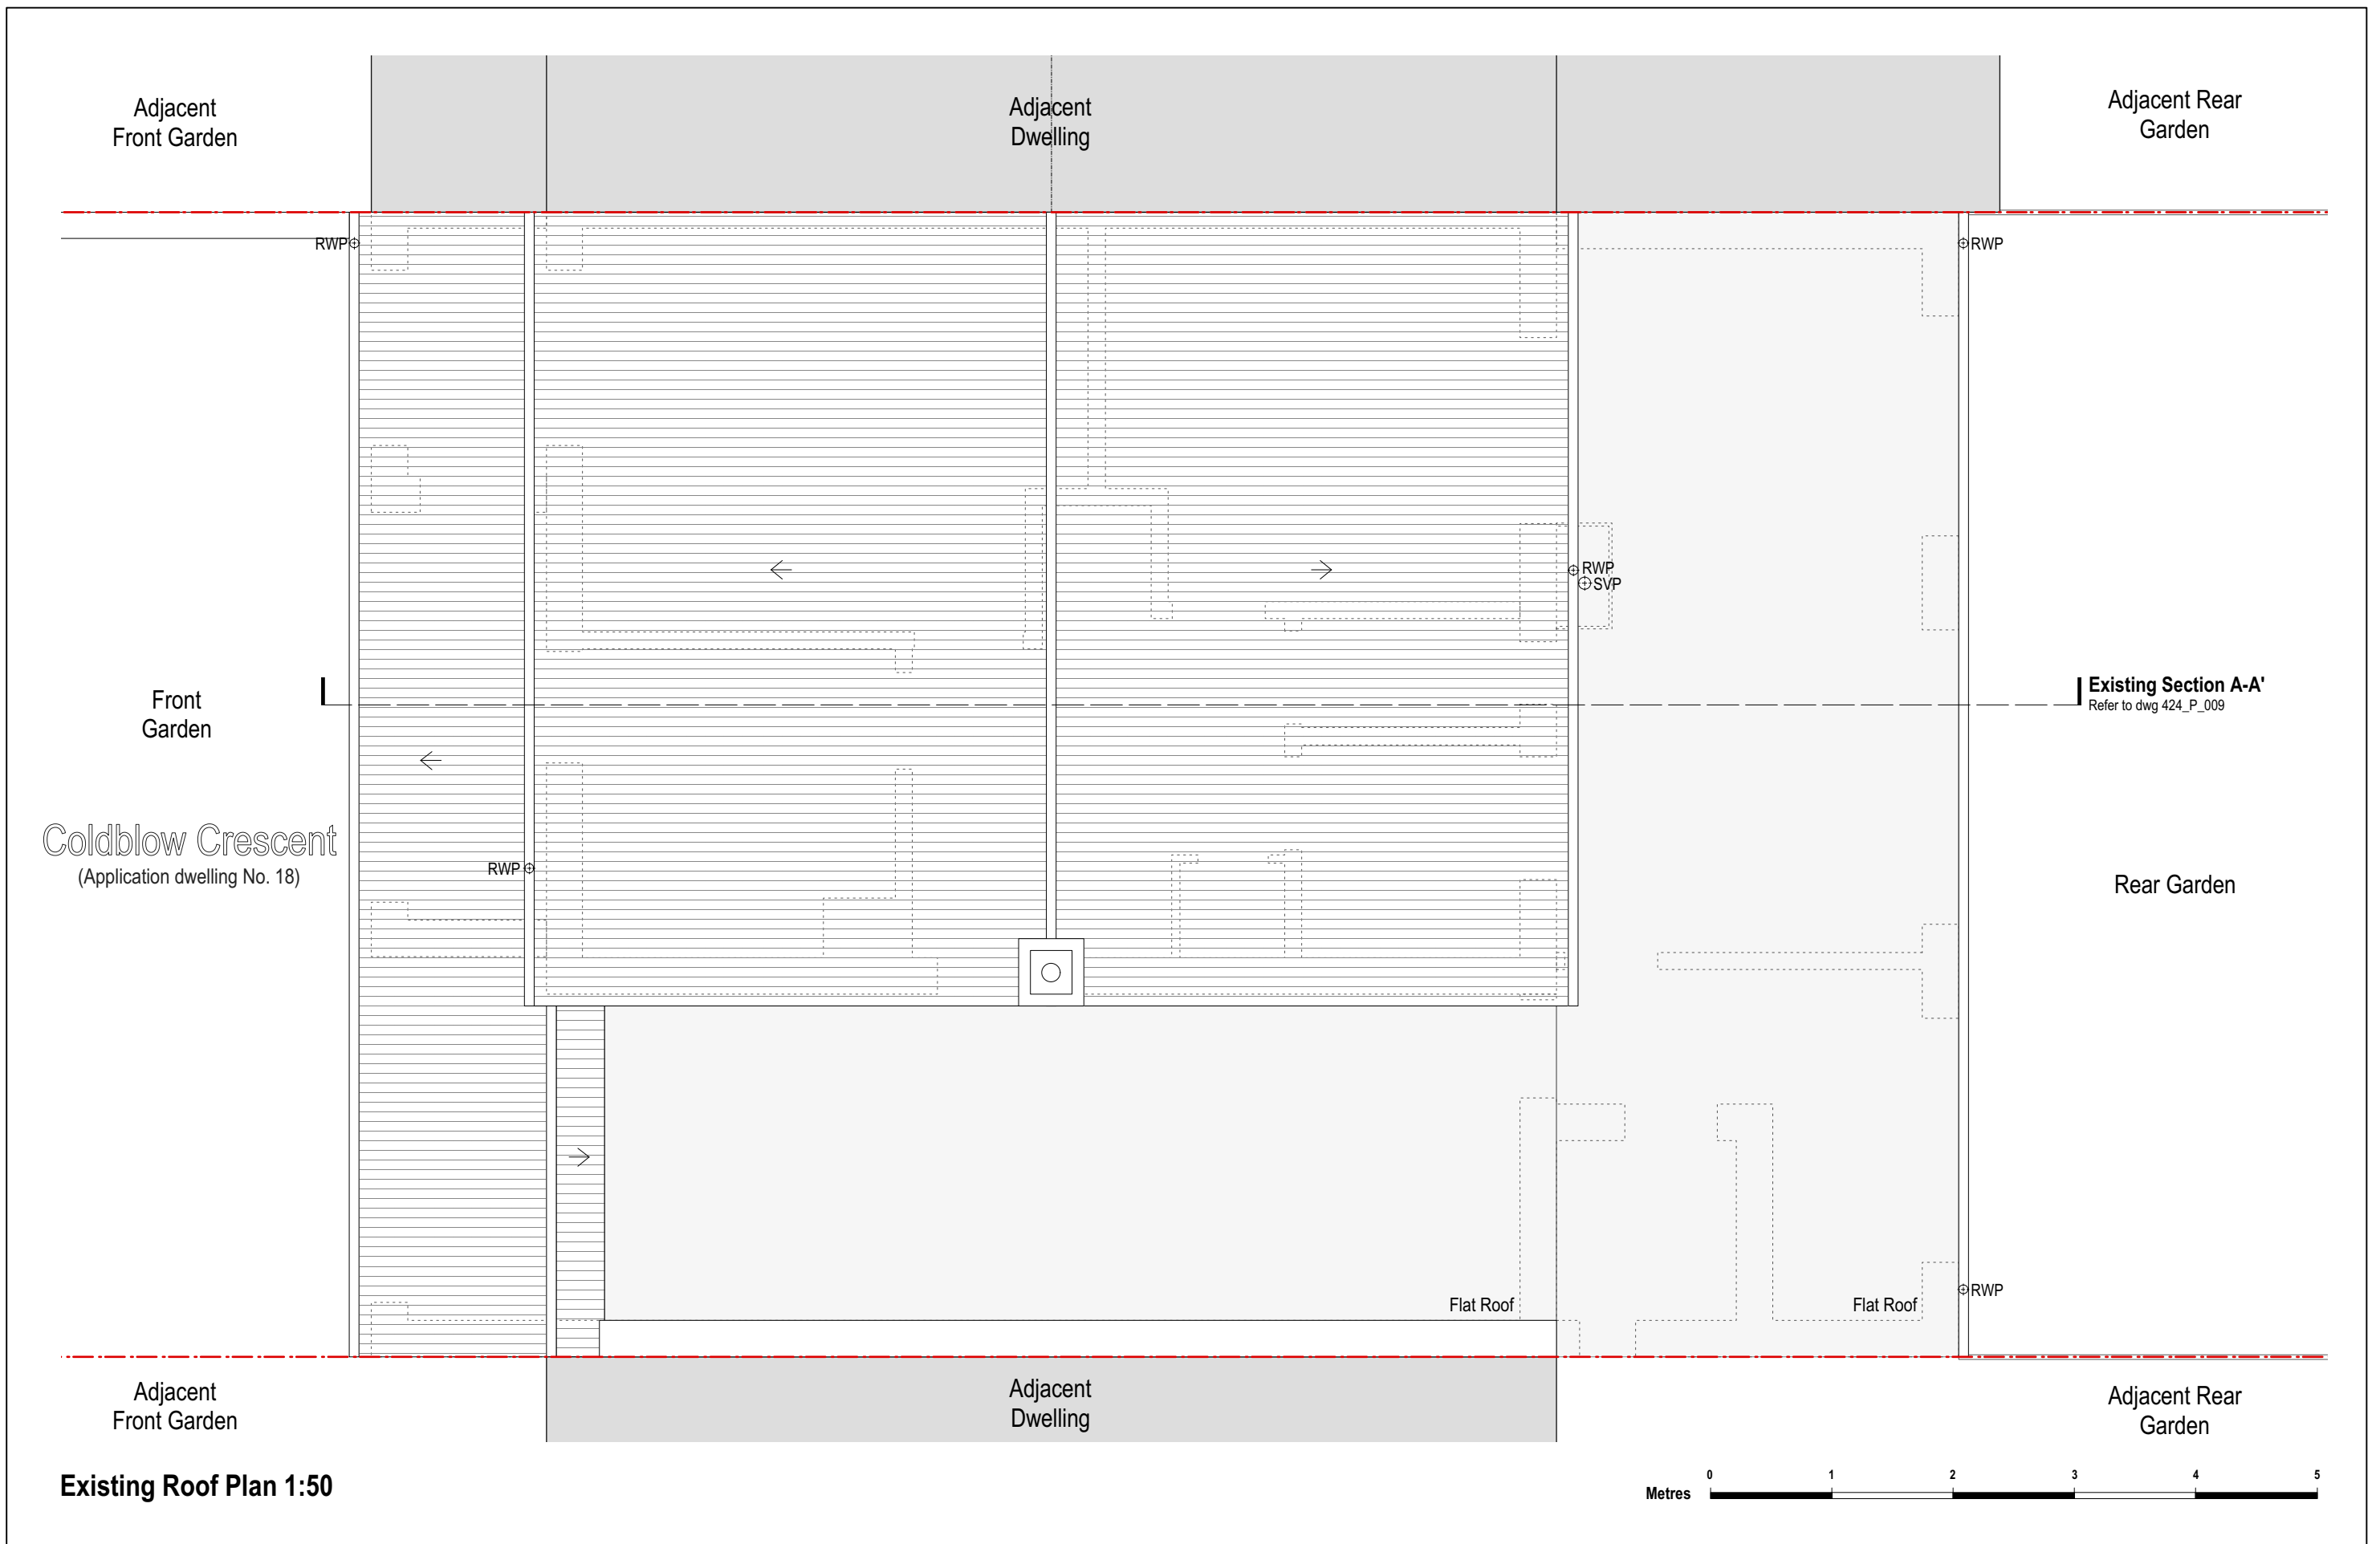 Adjacent
Front Garden
Adjacent
Dwelling
Adjacent Rear
Garden
RWP
RWP
RWP
SVP
Front
Garden
Existing Section A-A'
Refer to dwg 424_P_009
Coldblow Crescent
(Application dwelling No. 18)
RWP
Rear Garden
Flat Roof
Flat Roof
RWP
Adjacent
Front Garden
Adjacent
Dwelling
Adjacent Rear
Garden
Existing Roof Plan 1:50
Metres
0 1 2 3 4 5